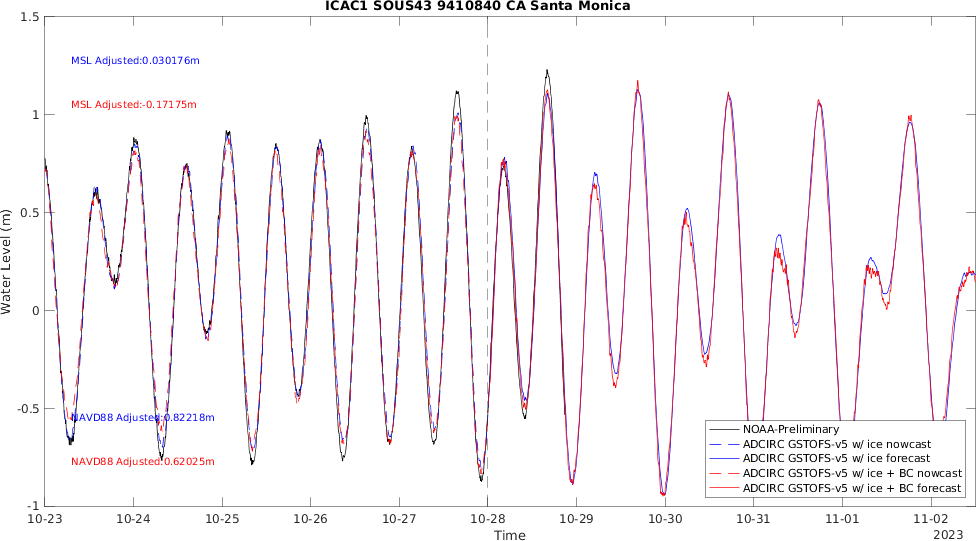 ICAC1 SOUS43 9410840 CA Santa Monica
1.5
1
0.5
0
-0.5
-1
Water Level (m)
MSL Adjusted:0.030176m
MSL Adjusted:-0.17175m
NAVD88 Adjusted:0.82218m
NAVD88 Adjusted:0.62025m
NOAA-Preliminary
ADCIRC GSTOFS-v5 w/ ice nowcast
ADCIRC GSTOFS-v5 w/ ice forecast
ADCIRC GSTOFS-v5 w/ ice + BC nowcast
ADCIRC GSTOFS-v5 w/ ice + BC forecast
10-23
10-24
10-25
10-26
10-27
10-28
10-29
10-30
10-31
11-01
11-02
Time
2023